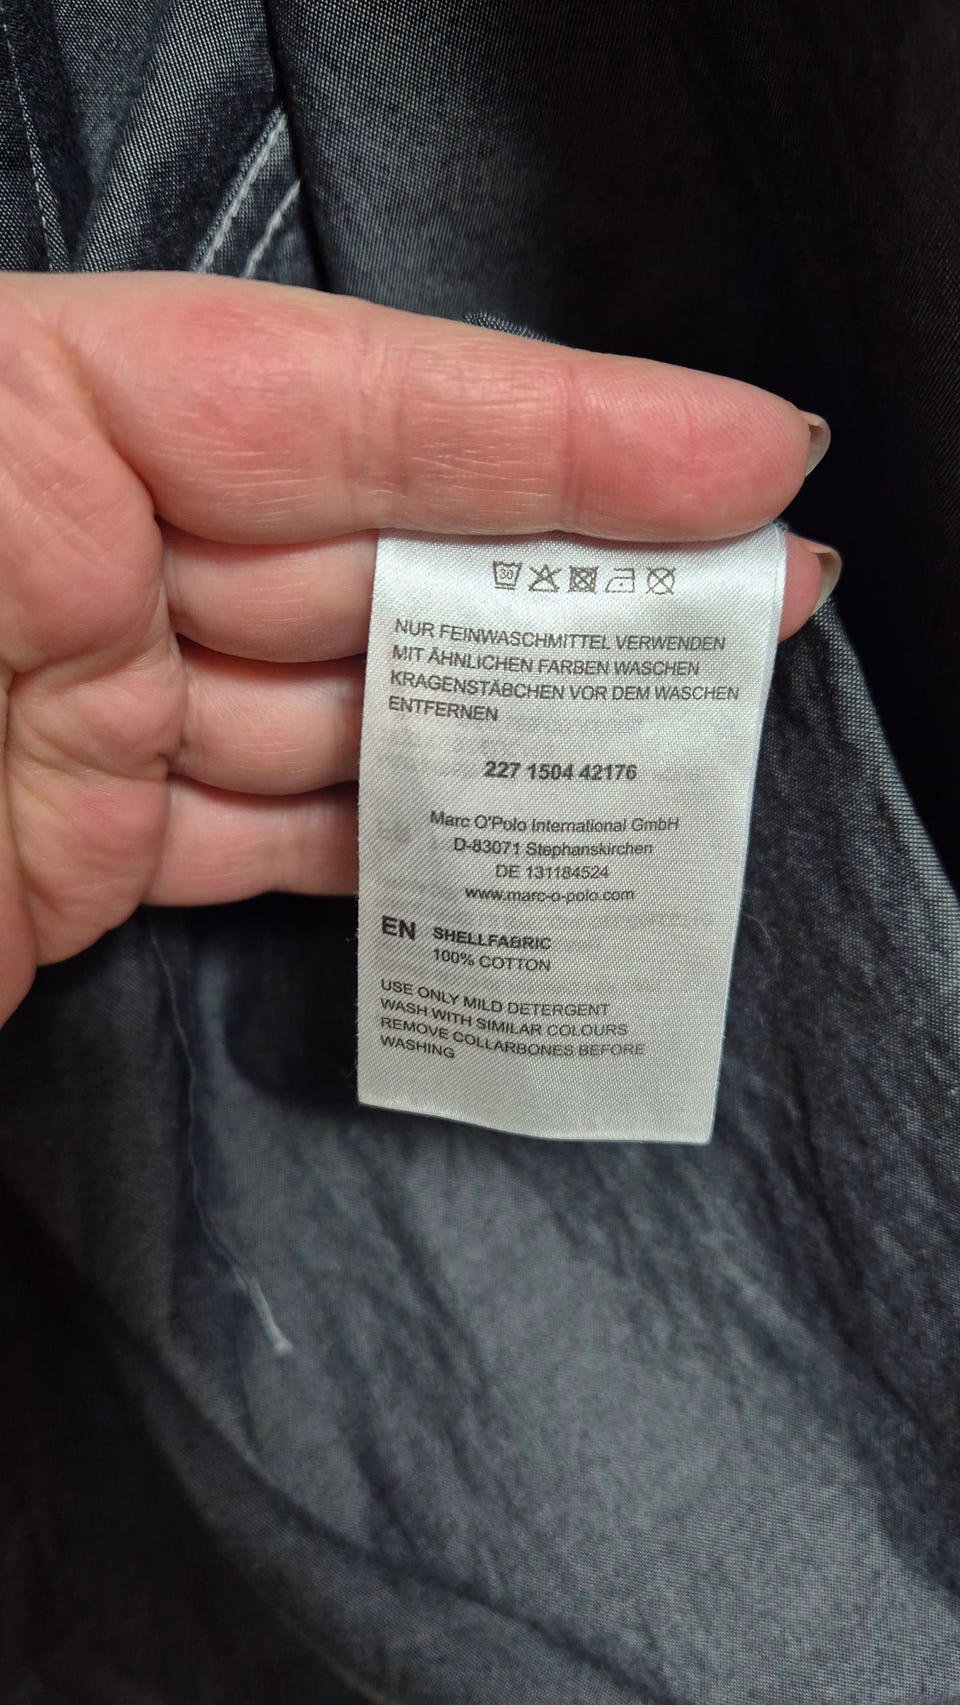 30
NUR FEINWASCHMITTEL VERWENDEN
MIT ÄHNLICHEN FARBEN WASCHEN
KRAGENSTÄBCHEN VOR DEM WASCHEN
ENTFERNEN
227 1504 42176
Marc O'Polo International GmbH
D-83071 Stephanskirchen
DE 131184524
www.marc-o-polo.com
EN SHELLFABRIC
100% COTTON
USE ONLY MILD DETERGENT
WASH WITH SIMILAR COLOURS
REMOVE COLLARBONES BEFORE
WASHING